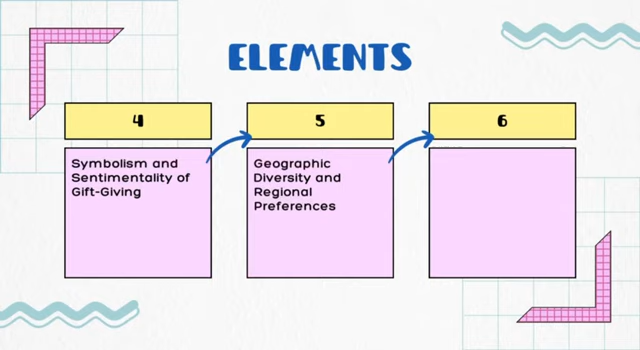 ELEMENTS
4
5
6
Symbolism and
Sentimentality of
Gift-Giving
Geographic
Diversity and
Regional
Preferences